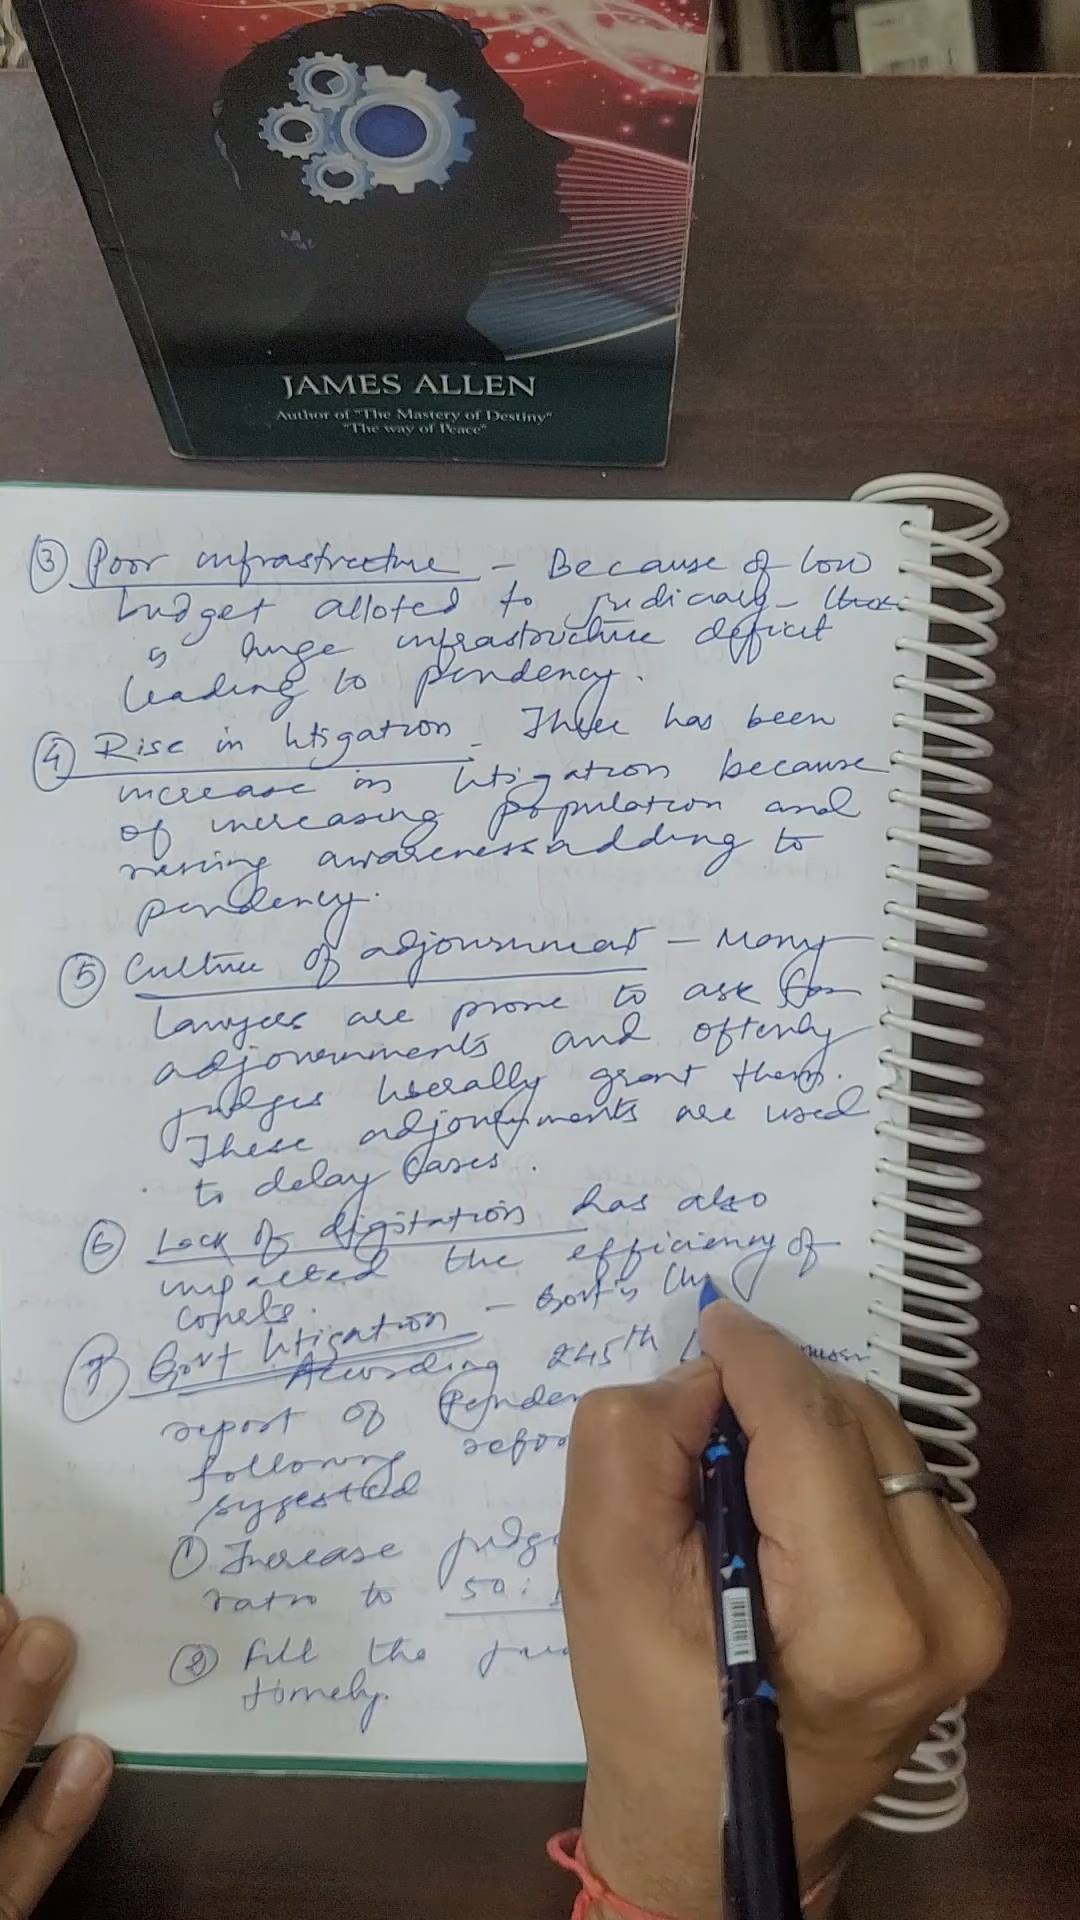 JAMES ALLEN
Author of "The Mastery of Destiny"
"The way of Peace"
③ Poor infrastructure - Because of low
budget alloted to judiciary - there
is huge infrastructure deficit
leading to pendency.
④ Rise in litigation - There has been
increase in litigation because
of increasing population and
rising awareness adding to
pendency.
⑤ Culture of adjournment - Many
Lawyers are prone to ask for
adjournments and oftenly
judges liberally grant them.
These adjournments are used
to delay cases.
⑥ Lack of digitation has also
impacted the efficiency of
courts.
⑦ Govt litigation - Govt is
According 245th
report of
following
suggested
① Increase
ratio to 50:
② Fill the
timely.